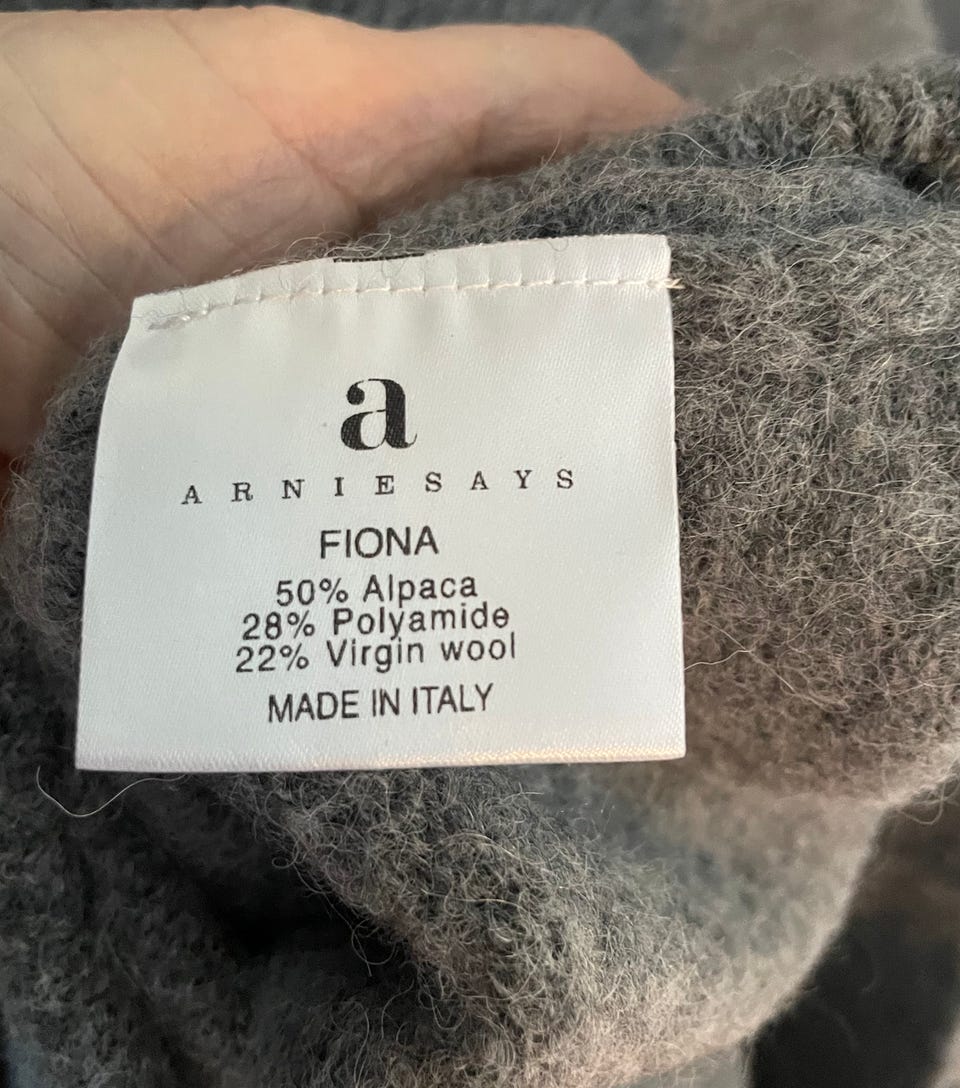 a
ARNIESAYS
FIONA
50% Alpaca
28% Polyamide
22% Virgin wool
MADE IN ITALY